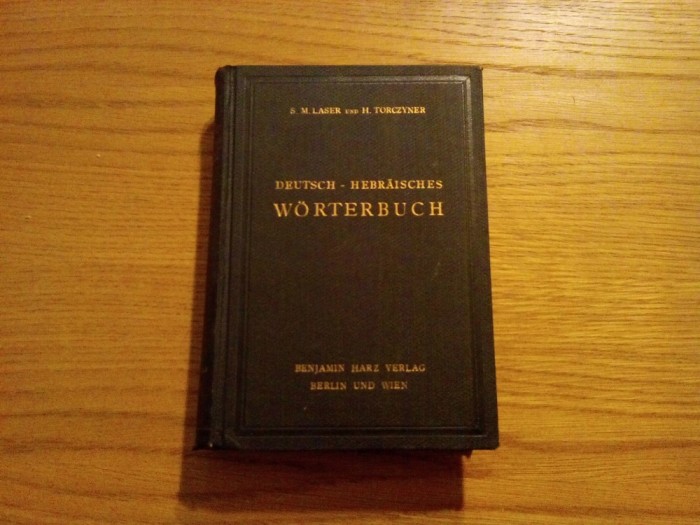 S. M. LASER UND H. TORCZYNER
DEUTSCH - HEBRÄISCHES
WÖRTERBUCH
BENJAMIN HARZ VERLAG
BERLIN UND WIEN